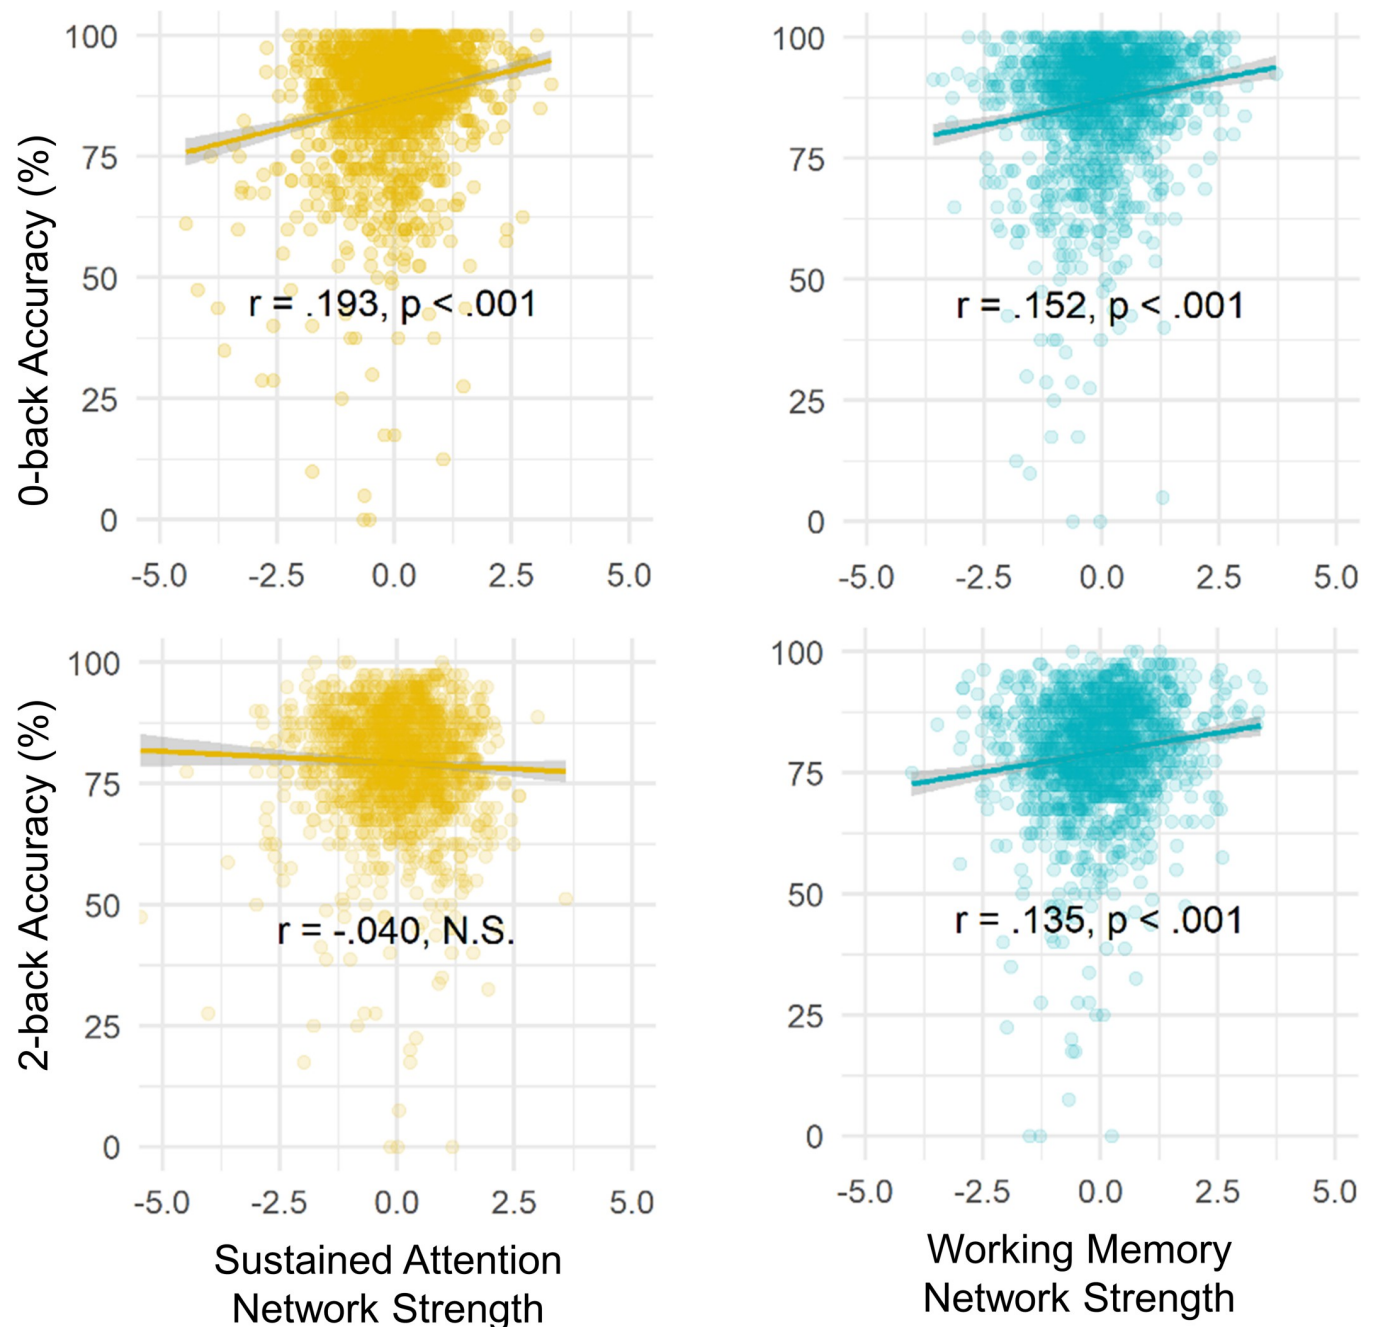 0-back Accuracy (%)
100
75
50
25
0
r = .193, p < .001
-5.0 -2.5 0.0 2.5 5.0
100
75
50
25
0
r = .152, p < .001
-5.0 -2.5 0.0 2.5 5.0
2-back Accuracy (%)
100
75
50
25
0
r = -.040, N.S.
-5.0 -2.5 0.0 2.5 5.0
Sustained Attention
Network Strength
100
75
50
25
0
r = .135, p < .001
-5.0 -2.5 0.0 2.5 5.0
Working Memory
Network Strength